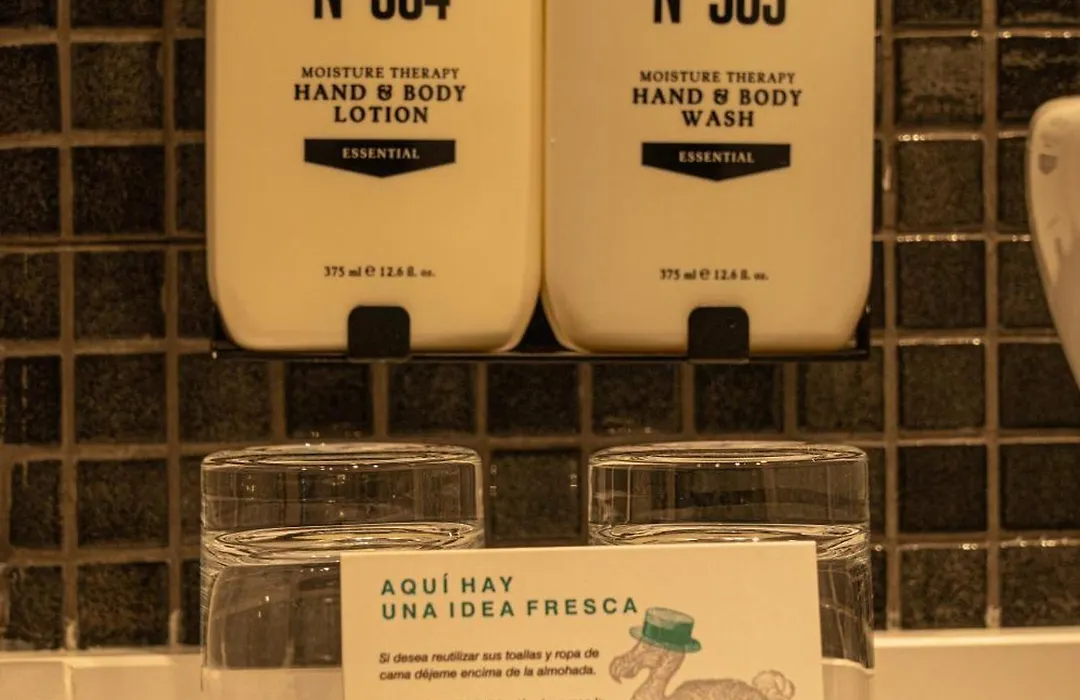 MOISTURE THERAPY
HAND & BODY
LOTION
ESSENTIAL
375 ml e 12.6 fl. oz.
MOISTURE THERAPY
HAND & BODY
WASH
ESSENTIAL
375 ml e 12.6 fl. oz.
AQUÍ HAY
UNA IDEA FRESCA
Si desea reutilizar sus toallas y ropa de
cama déjeme encima de la almohada.